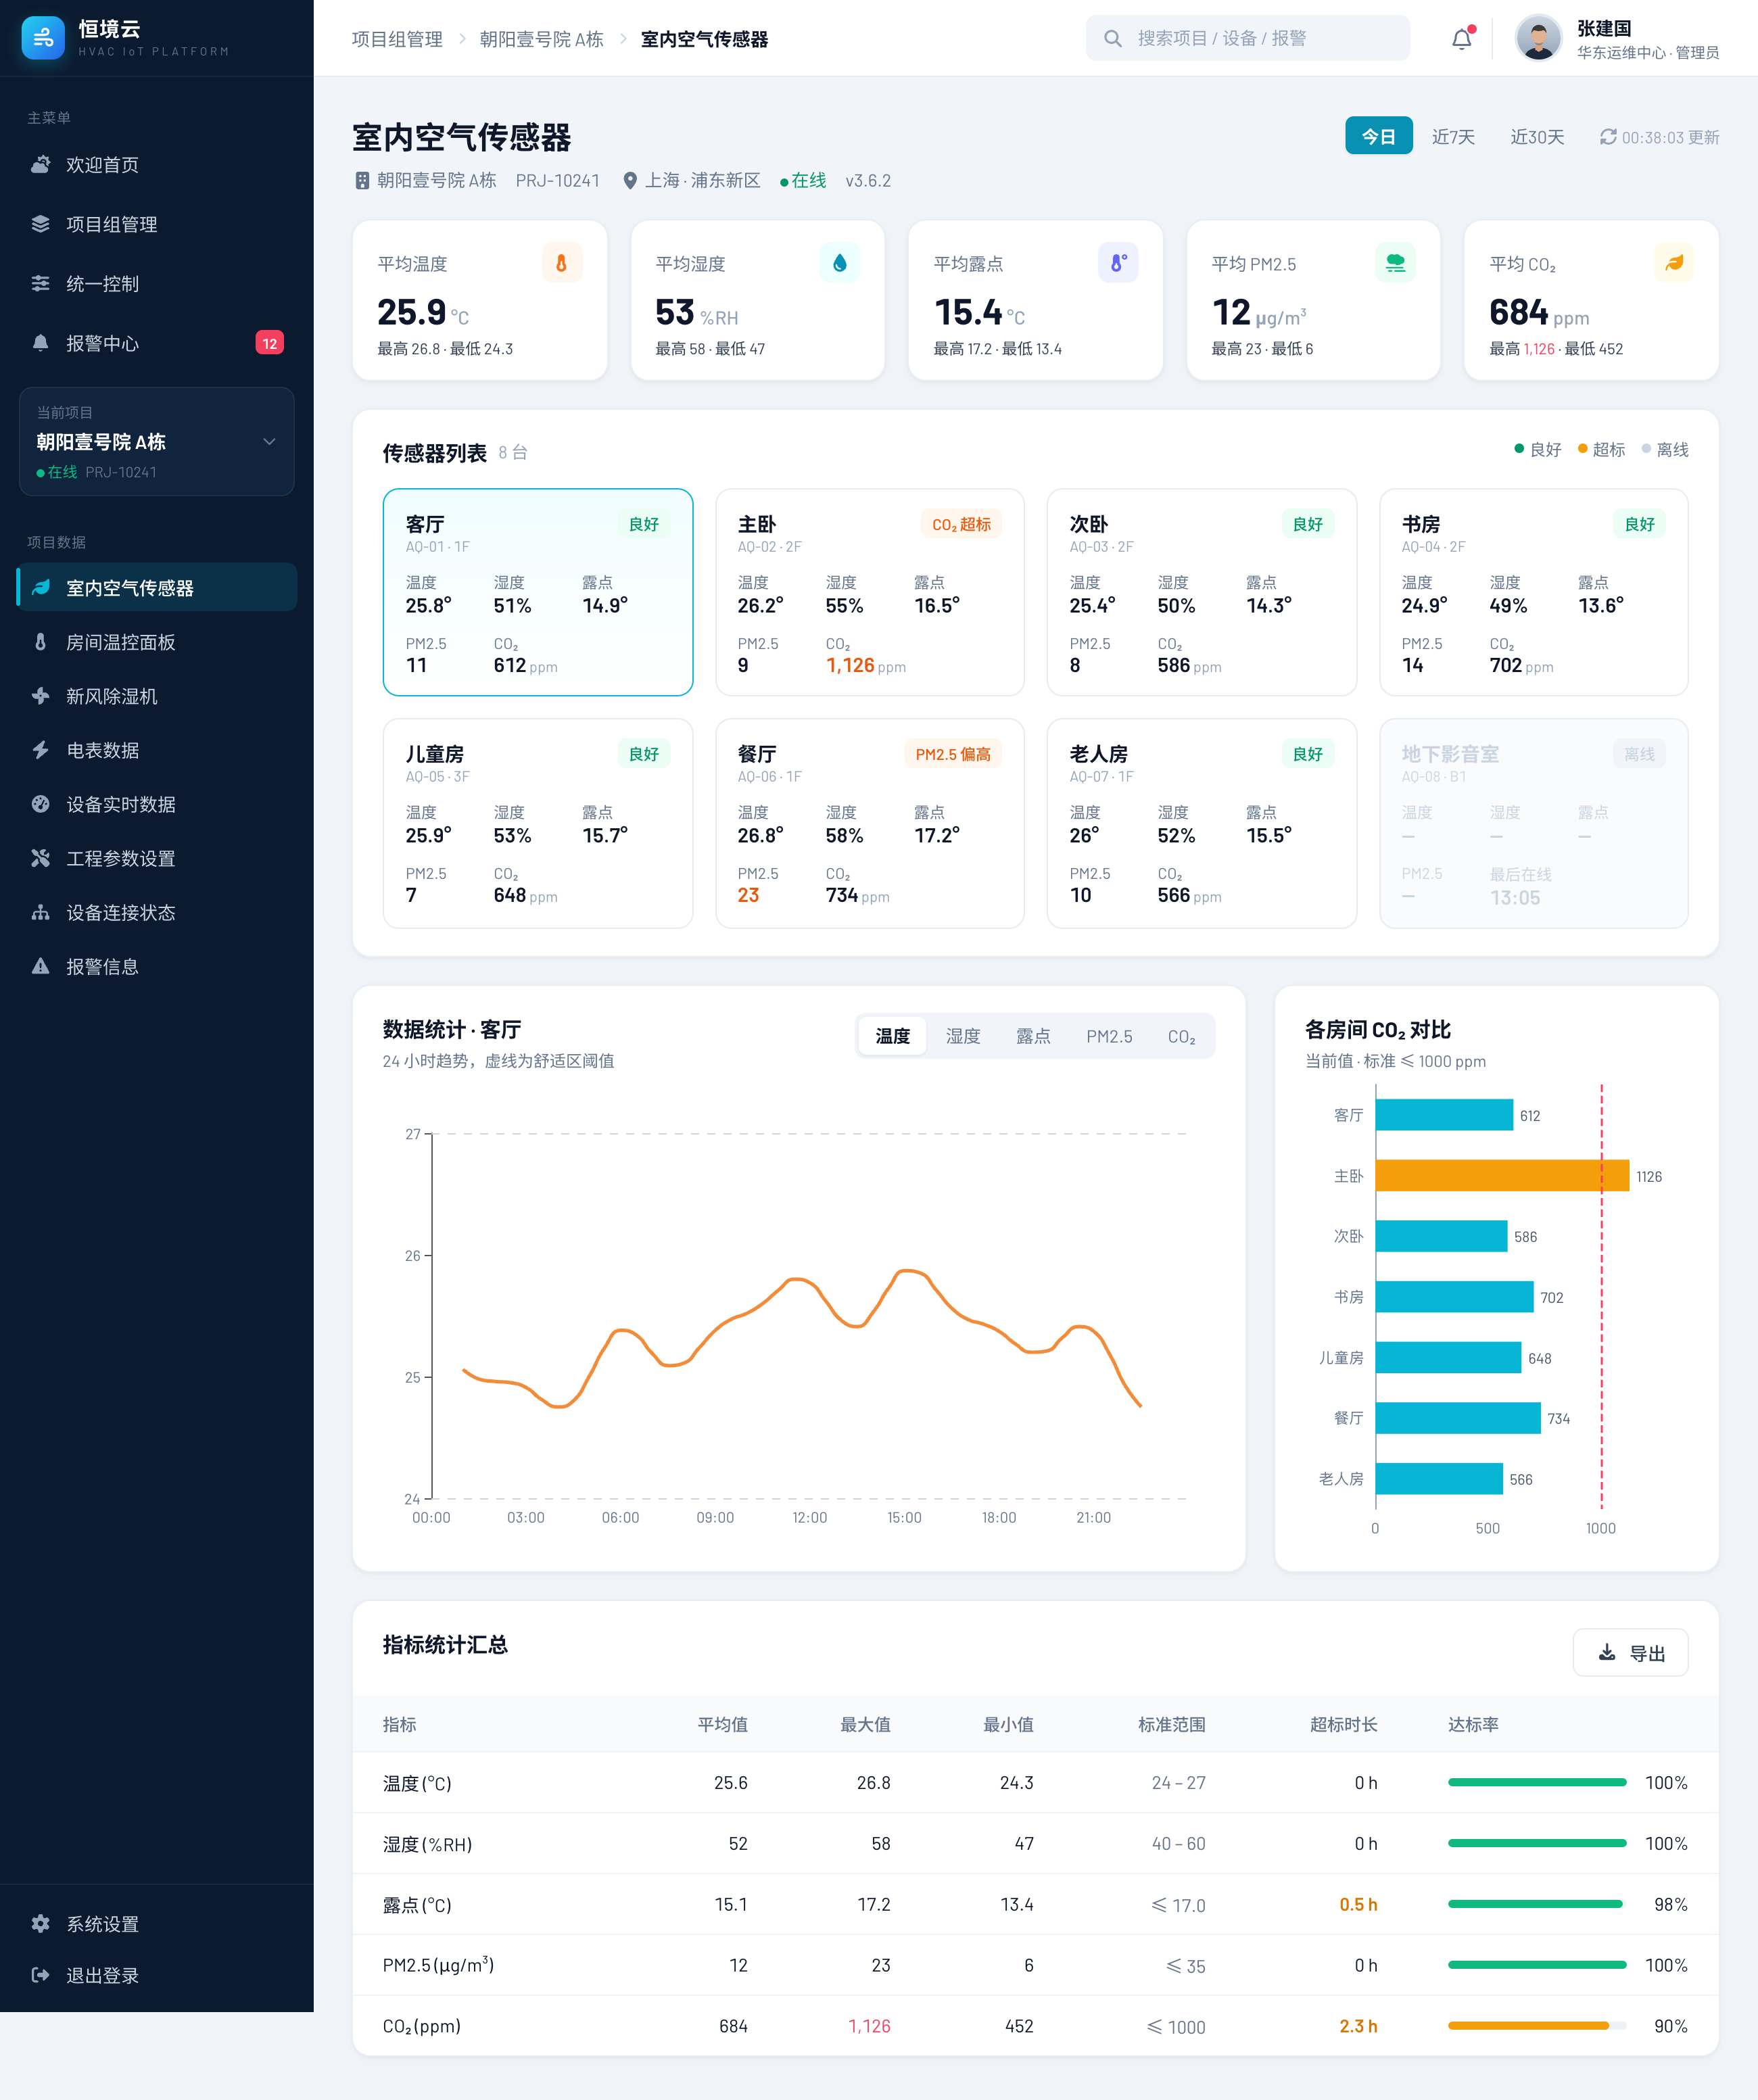 恒境云
HVAC IoT PLATFORM
主菜单
欢迎首页
项目组管理
统一控制
报警中心 12
当前项目
朝阳壹号院 A栋
在线 PRJ-10241
项目数据
室内空气传感器
房间温控面板
新风除湿机
电表数据
设备实时数据
工程参数设置
设备连接状态
报警信息
系统设置
退出登录
项目组管理 朝阳壹号院 A栋 室内空气传感器
搜索项目 / 设备 / 报警
张建国
华东运维中心 · 管理员
室内空气传感器
今日 近7天 近30天 00:38:03 更新
朝阳壹号院 A栋 PRJ-10241 上海 · 浦东新区 在线 v3.6.2
平均温度
25.9 °C
最高 26.8 · 最低 24.3
平均湿度
53 %RH
最高 58 · 最低 47
平均露点
15.4 °C
最高 17.2 · 最低 13.4
平均 PM2.5
12 μg/m³
最高 23 · 最低 6
平均 CO₂
684 ppm
最高 1,126 · 最低 452
传感器列表 8 台
良好 超标 离线
客厅 良好
AQ-01 · 1F
温度 湿度 露点
25.8° 51% 14.9°
PM2.5 CO₂
11 612 ppm
主卧 CO₂ 超标
AQ-02 · 2F
温度 湿度 露点
26.2° 55% 16.5°
PM2.5 CO₂
9 1,126 ppm
次卧 良好
AQ-03 · 2F
温度 湿度 露点
25.4° 50% 14.3°
PM2.5 CO₂
8 586 ppm
书房 良好
AQ-04 · 2F
温度 湿度 露点
24.9° 49% 13.6°
PM2.5 CO₂
14 702 ppm
儿童房 良好
AQ-05 · 3F
温度 湿度 露点
25.9° 53% 15.7°
PM2.5 CO₂
7 648 ppm
餐厅 PM2.5 偏高
AQ-06 · 1F
温度 湿度 露点
26.8° 58% 17.2°
PM2.5 CO₂
23 734 ppm
老人房 良好
AQ-07 · 1F
温度 湿度 露点
26° 52% 15.5°
PM2.5 CO₂
10 566 ppm
地下影音室 离线
AQ-08 · B1
温度 湿度 露点
— — —
PM2.5 最后在线
— 13:05
数据统计 · 客厅
24 小时趋势，虚线为舒适区阈值
温度 湿度 露点 PM2.5 CO₂
27
26
25
24
00:00 03:00 06:00 09:00 12:00 15:00 18:00 21:00
各房间 CO₂ 对比
当前值 · 标准 ≤ 1000 ppm
客厅 612
主卧 1126
次卧 586
书房 702
儿童房 648
餐厅 734
老人房 566
0 500 1000
指标统计汇总
导出
指标 平均值 最大值 最小值 标准范围 超标时长 达标率
温度 (°C) 25.6 26.8 24.3 24 – 27 0 h 100%
湿度 (%RH) 52 58 47 40 – 60 0 h 100%
露点 (°C) 15.1 17.2 13.4 ≤ 17.0 0.5 h 98%
PM2.5 (μg/m³) 12 23 6 ≤ 35 0 h 100%
CO₂ (ppm) 684 1,126 452 ≤ 1000 2.3 h 90%